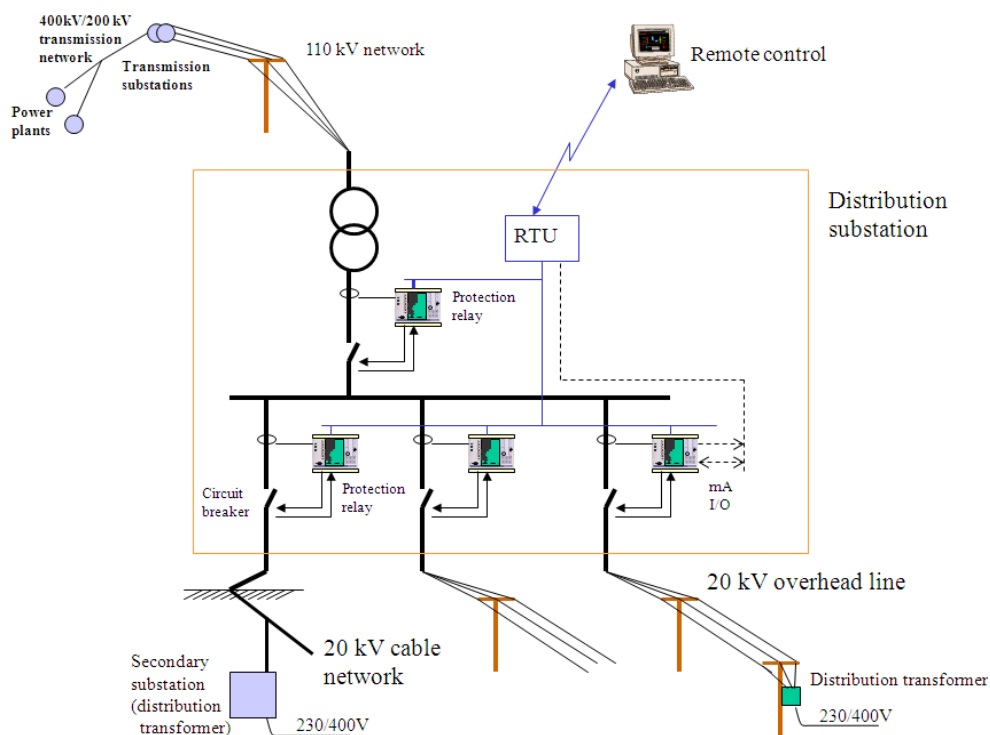 400kV/200 kV
transmission
network
Transmission
substations
Power
plants
110 kV network
Remote control
Distribution
substation
RTU
Protection
relay
Circuit
breaker
Protection
relay
mA
I/O
20 kV overhead line
20 kV cable
network
Secondary
substation
(distribution
transformer)
230/400V
Distribution transformer
230/400V